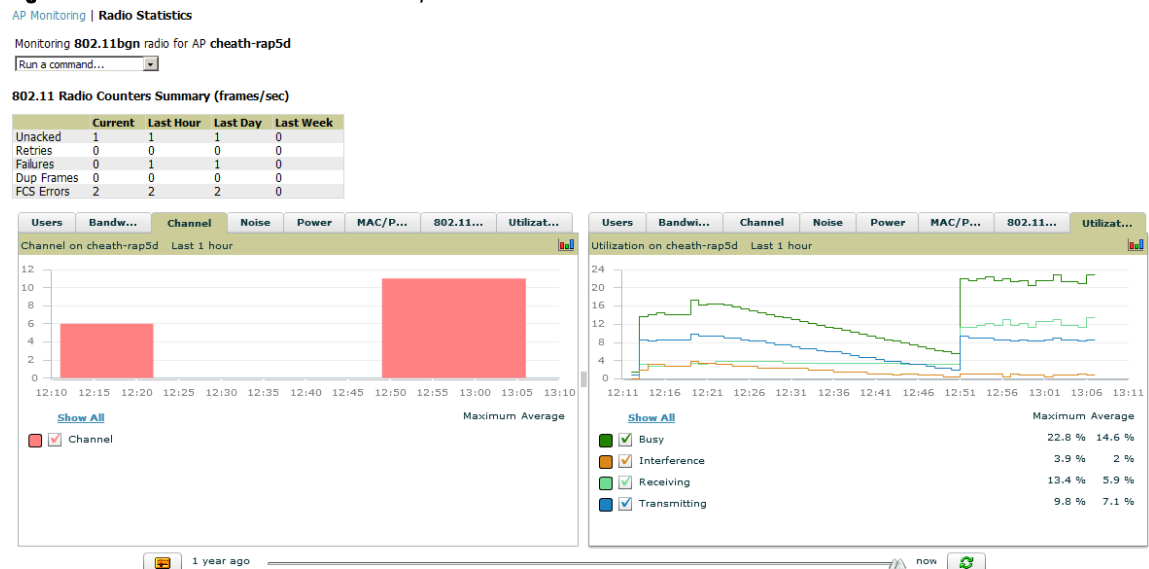 AP Monitoring | Radio Statistics
Monitoring 802.11bgn radio for AP cheath-rap5d
Run a command...
802.11 Radio Counters Summary (frames/sec)
Current Last Hour Last Day Last Week
Unacked 1 1 1 0
Retries 0 0 0 0
Failures 0 1 1 0
Dup Frames 0 0 0 0
FCS Errors 2 2 2 0
Users Bandw... Channel Noise Power MAC/P... 802.11... Utilizat...
Channel on cheath-rap5d Last 1 hour
12
10
8
6
4
2
0
12:10 12:15 12:20 12:25 12:30 12:35 12:40 12:45 12:50 12:55 13:00 13:05 13:10
Show All Maximum Average
Channel
Users Bandwi... Channel Noise Power MAC/P... 802.11... Utilizat...
Utilization on cheath-rap5d Last 1 hour
24
20
16
12
8
4
0
12:11 12:16 12:21 12:26 12:31 12:36 12:41 12:46 12:51 12:56 13:01 13:06 13:11
Show All Maximum Average
Busy 22.8 % 14.6 %
Interference 3.9 % 2 %
Receiving 13.4 % 5.9 %
Transmitting 9.8 % 7.1 %
1 year ago now